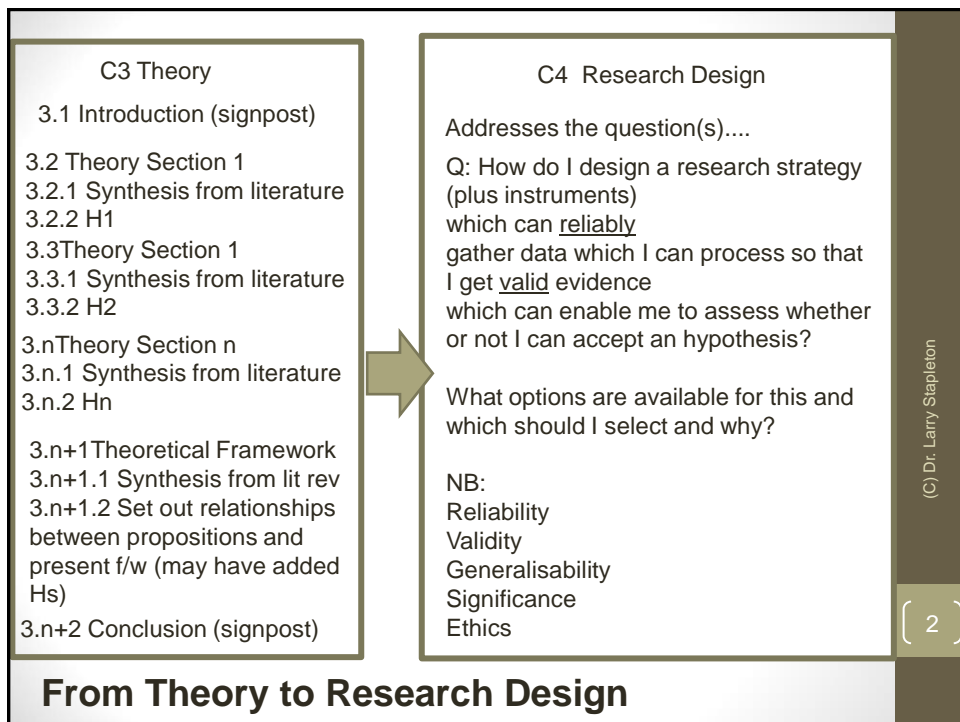 C3 Theory
3.1 Introduction (signpost)
3.2 Theory Section 1
3.2.1 Synthesis from literature
3.2.2 H1
3.3Theory Section 1
3.3.1 Synthesis from literature
3.3.2 H2
3.nTheory Section n
3.n.1 Synthesis from literature
3.n.2 Hn
3.n+1Theoretical Framework
3.n+1.1 Synthesis from lit rev
3.n+1.2 Set out relationships
between propositions and
present f/w (may have added
Hs)
3.n+2 Conclusion (signpost)
C4 Research Design
Addresses the question(s)....
Q: How do I design a research strategy
(plus instruments)
which can reliably
gather data which I can process so that
I get valid evidence
which can enable me to assess whether
or not I can accept an hypothesis?
What options are available for this and
which should I select and why?
NB:
Reliability
Validity
Generalisability
Significance
Ethics
(C) Dr. Larry Stapleton
2
From Theory to Research Design